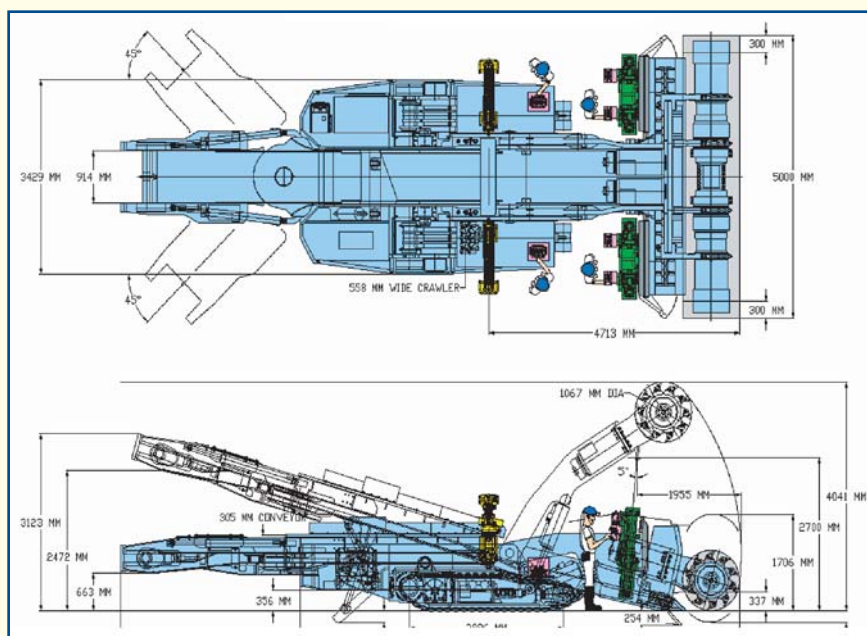 45°
300 MM
3429 MM
914 MM
5000 MM
45°
558 MM WIDE CRAWLER
300 MM
4713 MM
1067 MM DIA
5°
1955 MM
4041 MM
305 MM CONVEYOR
3123 MM
2472 MM
2700 MM
1706 MM
663 MM
356 MM
337 MM
254 MM